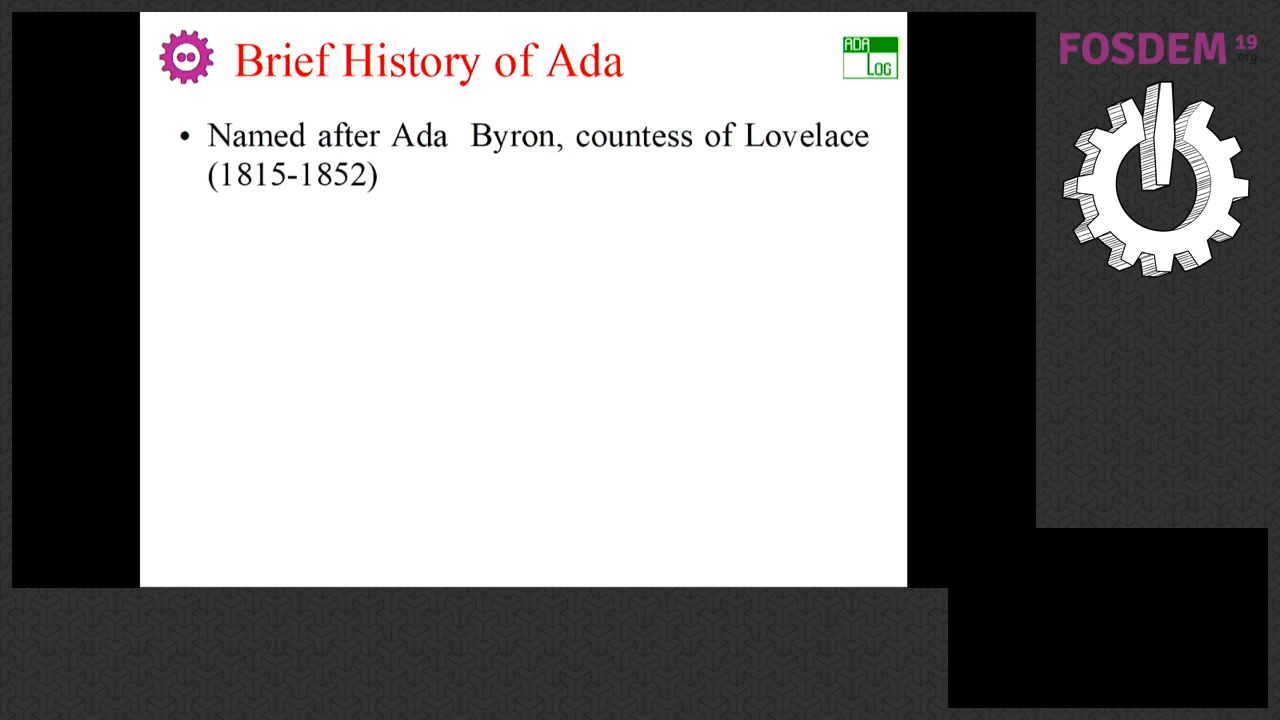 Brief History of Ada
ADA
LOG
• Named after Ada Byron, countess of Lovelace
(1815-1852)
FOSDEM 19
.org